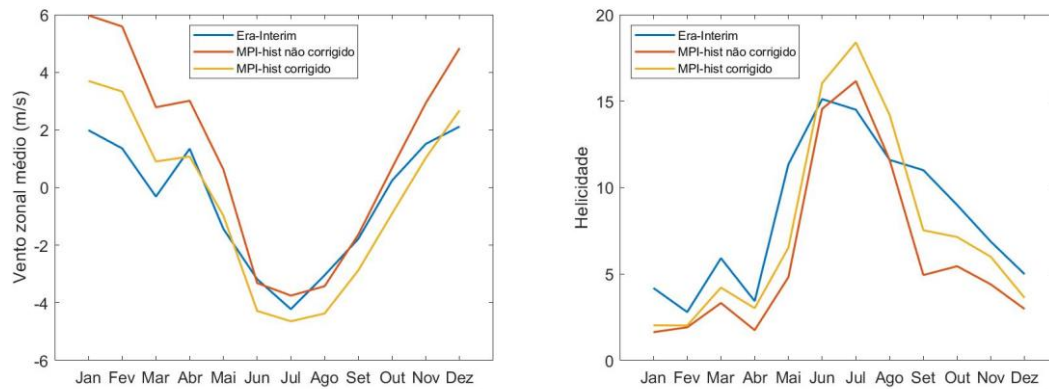 Vento zonal médio (m/s)
6
4
2
0
-2
-4
-6
Era-Interim
MPI-hist não corrigido
MPI-hist corrigido
Jan Fev Mar Abr Mai Jun Jul Ago Set Out Nov Dez
Helicidade
20
15
10
5
0
Era-Interim
MPI-hist não corrigido
MPI-hist corrigido
Jan Fev Mar Abr Mai Jun Jul Ago Set Out Nov Dez